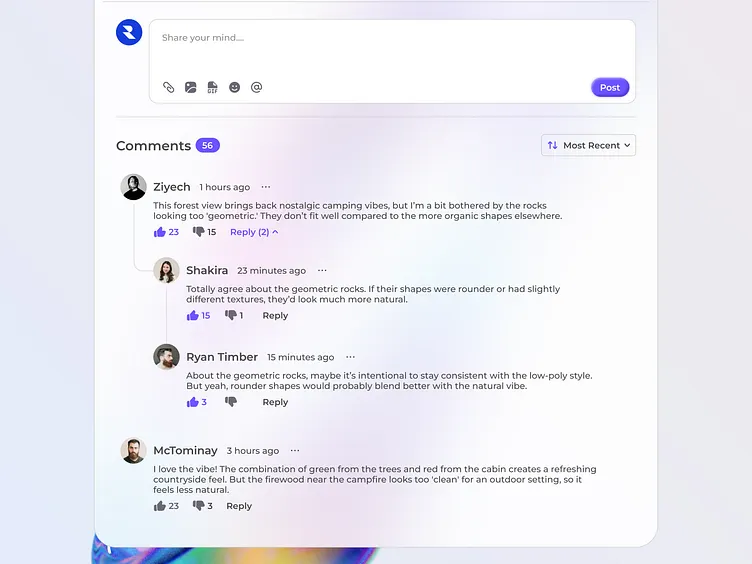 Share your mind....
GIF
Post
Comments 56
Most Recent
Ziyech 1 hours ago ...
This forest view brings back nostalgic camping vibes, but I’m a bit bothered by the rocks
looking too 'geometric.' They don’t fit well compared to the more organic shapes elsewhere.
23 15 Reply (2)
Shakira 23 minutes ago ...
Totally agree about the geometric rocks. If their shapes were rounder or had slightly
different textures, they’d look much more natural.
15 1 Reply
Ryan Timber 15 minutes ago ...
About the geometric rocks, maybe it’s intentional to stay consistent with the low-poly style.
But yeah, rounder shapes would probably blend better with the natural vibe.
3 Reply
McTominay 3 hours ago ...
I love the vibe! The combination of green from the trees and red from the cabin creates a refreshing
countryside feel. But the firewood near the campfire looks too 'clean' for an outdoor setting, so it
feels less natural.
23 3 Reply